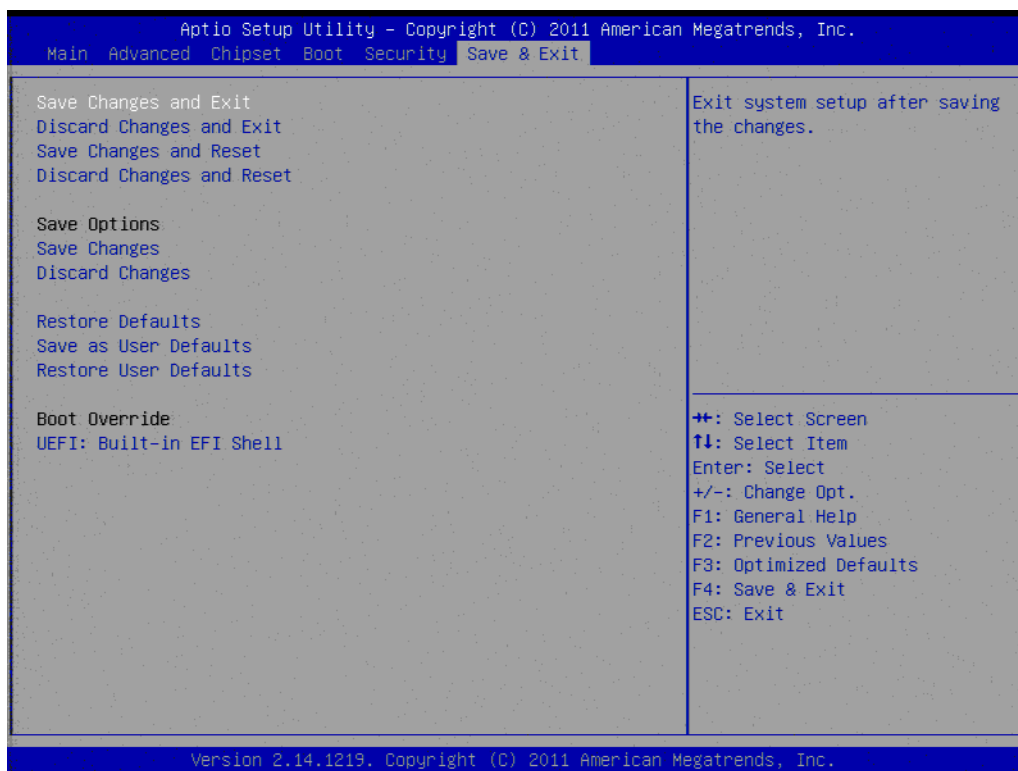 Aptio Setup Utility – Copyright (C) 2011 American Megatrends, Inc.
Main Advanced Chipset Boot Security Save & Exit
Save Changes and Exit
Discard Changes and Exit
Save Changes and Reset
Discard Changes and Reset
Save Options
Save Changes
Discard Changes
Restore Defaults
Save as User Defaults
Restore User Defaults
Boot Override
UEFI: Built-in EFI Shell
Exit system setup after saving
the changes.
→←: Select Screen
↑↓: Select Item
Enter: Select
+/-: Change Opt.
F1: General Help
F2: Previous Values
F3: Optimized Defaults
F4: Save & Exit
ESC: Exit
Version 2.14.1219. Copyright (C) 2011 American Megatrends, Inc.